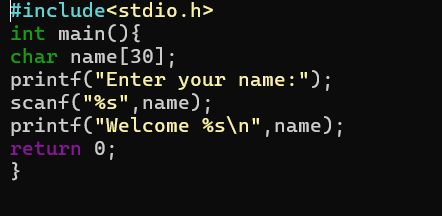 #include<stdio.h>
int main(){
char name[30];
printf("Enter your name:");
scanf("%s",name);
printf("Welcome %s\n",name);
return 0;
}